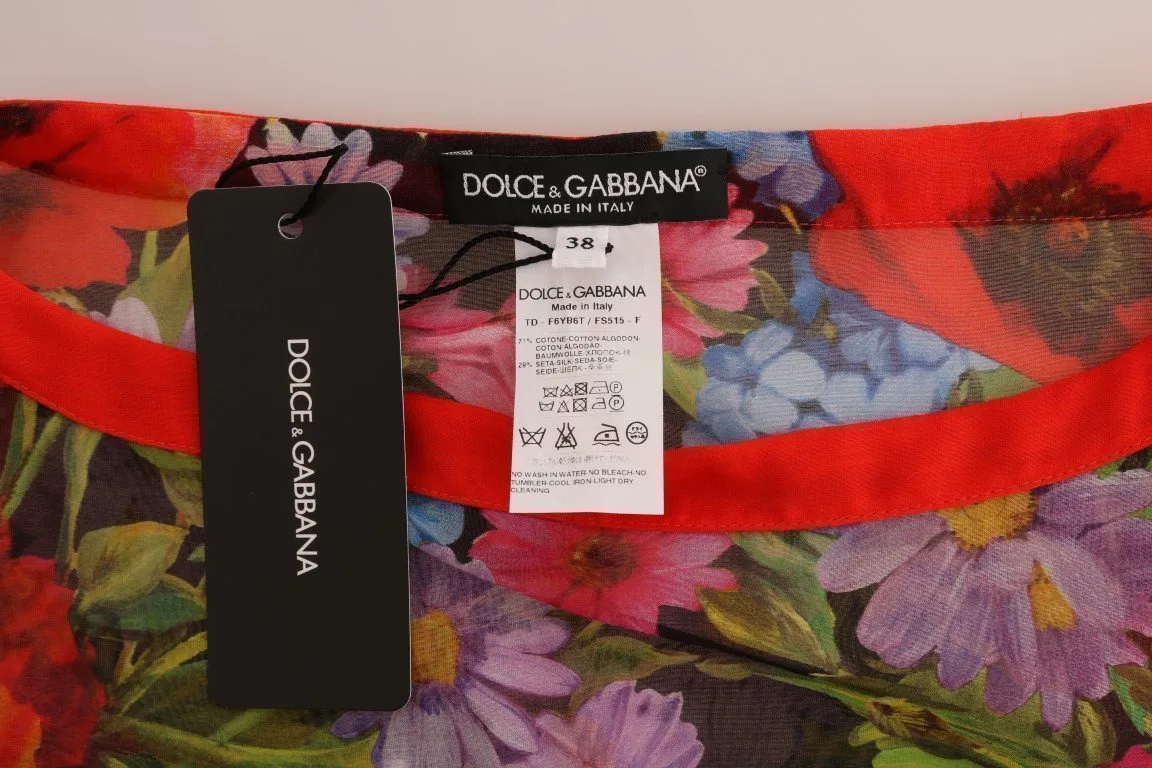 DOLCE & GABBANA®
MADE IN ITALY
38
DOLCE & GABBANA
Made in Italy
TD - F6YB6T / FS515 - F
71% COTONE-COTTON-ALGODON-
COTON-ALGODÃO-
BAUMWOLLE-ХЛОПОК-棉
29% SETA-SILK-SEDA-SOIE-
SEIDE-ШЕЛК-
P
P
NO WASH IN WATER-NO BLEACH-NO
TUMBLER-COOL IRON-LIGHT DRY
CLEANING
DOLCE & GABBANA